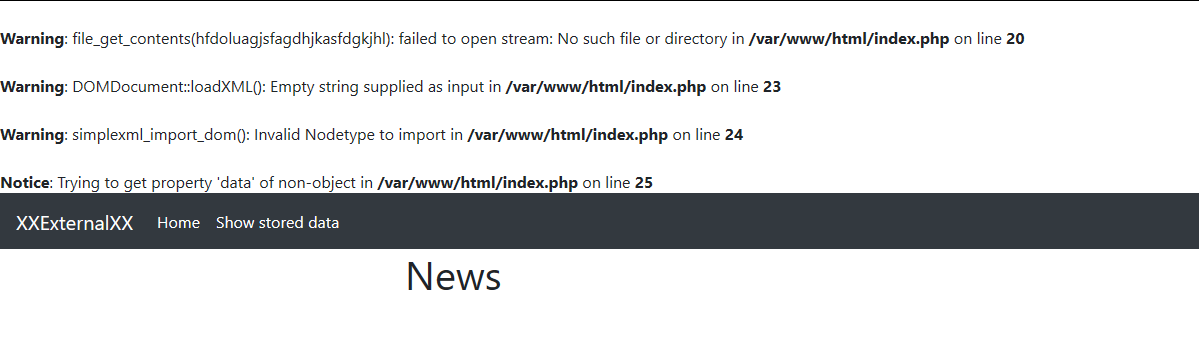 Warning: file_get_contents(hfdoluagjsfagdhjkasfdgkjhl): failed to open stream: No such file or directory in /var/www/html/index.php on line 20
Warning: DOMDocument::loadXML(): Empty string supplied as input in /var/www/html/index.php on line 23
Warning: simplexml_import_dom(): Invalid Nodetype to import in /var/www/html/index.php on line 24
Notice: Trying to get property 'data' of non-object in /var/www/html/index.php on line 25
XXExternalXX Home Show stored data
News